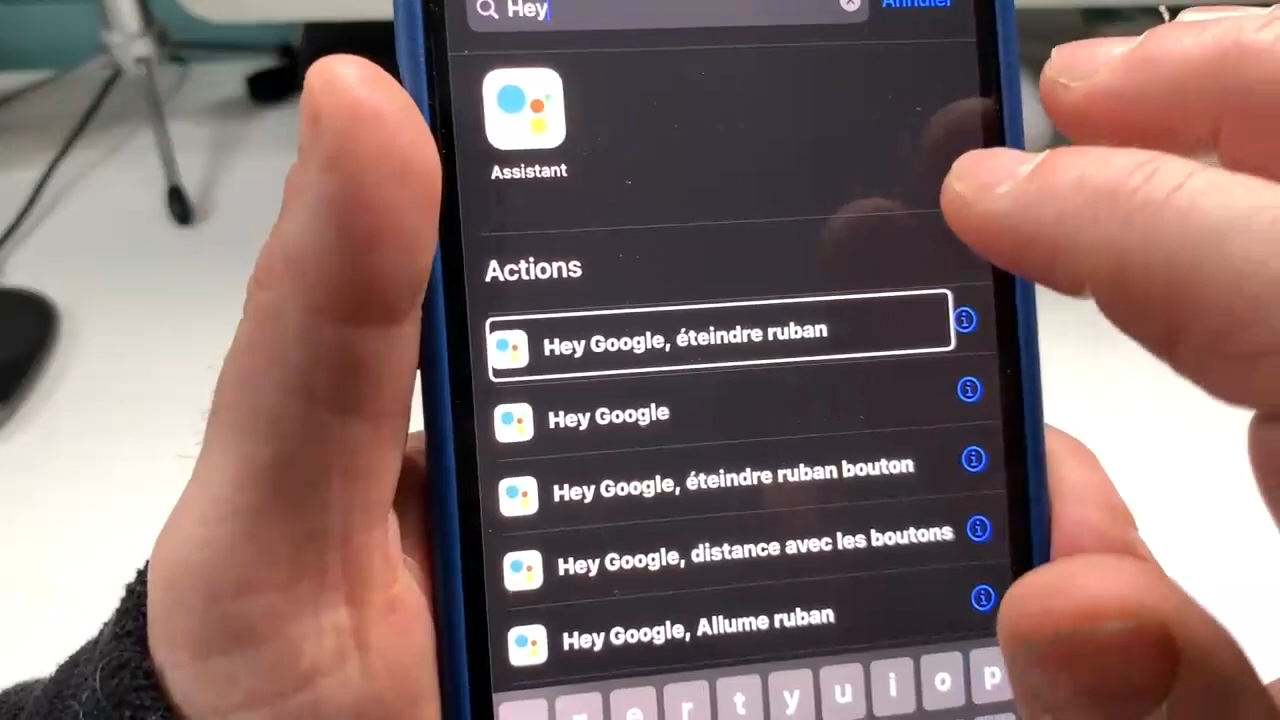 Hey
Annuler
Assistant
Actions
Hey Google, éteindre ruban
Hey Google
Hey Google, éteindre ruban bouton
Hey Google, distance avec les boutons
Hey Google, Allume ruban
e r t y u i o p